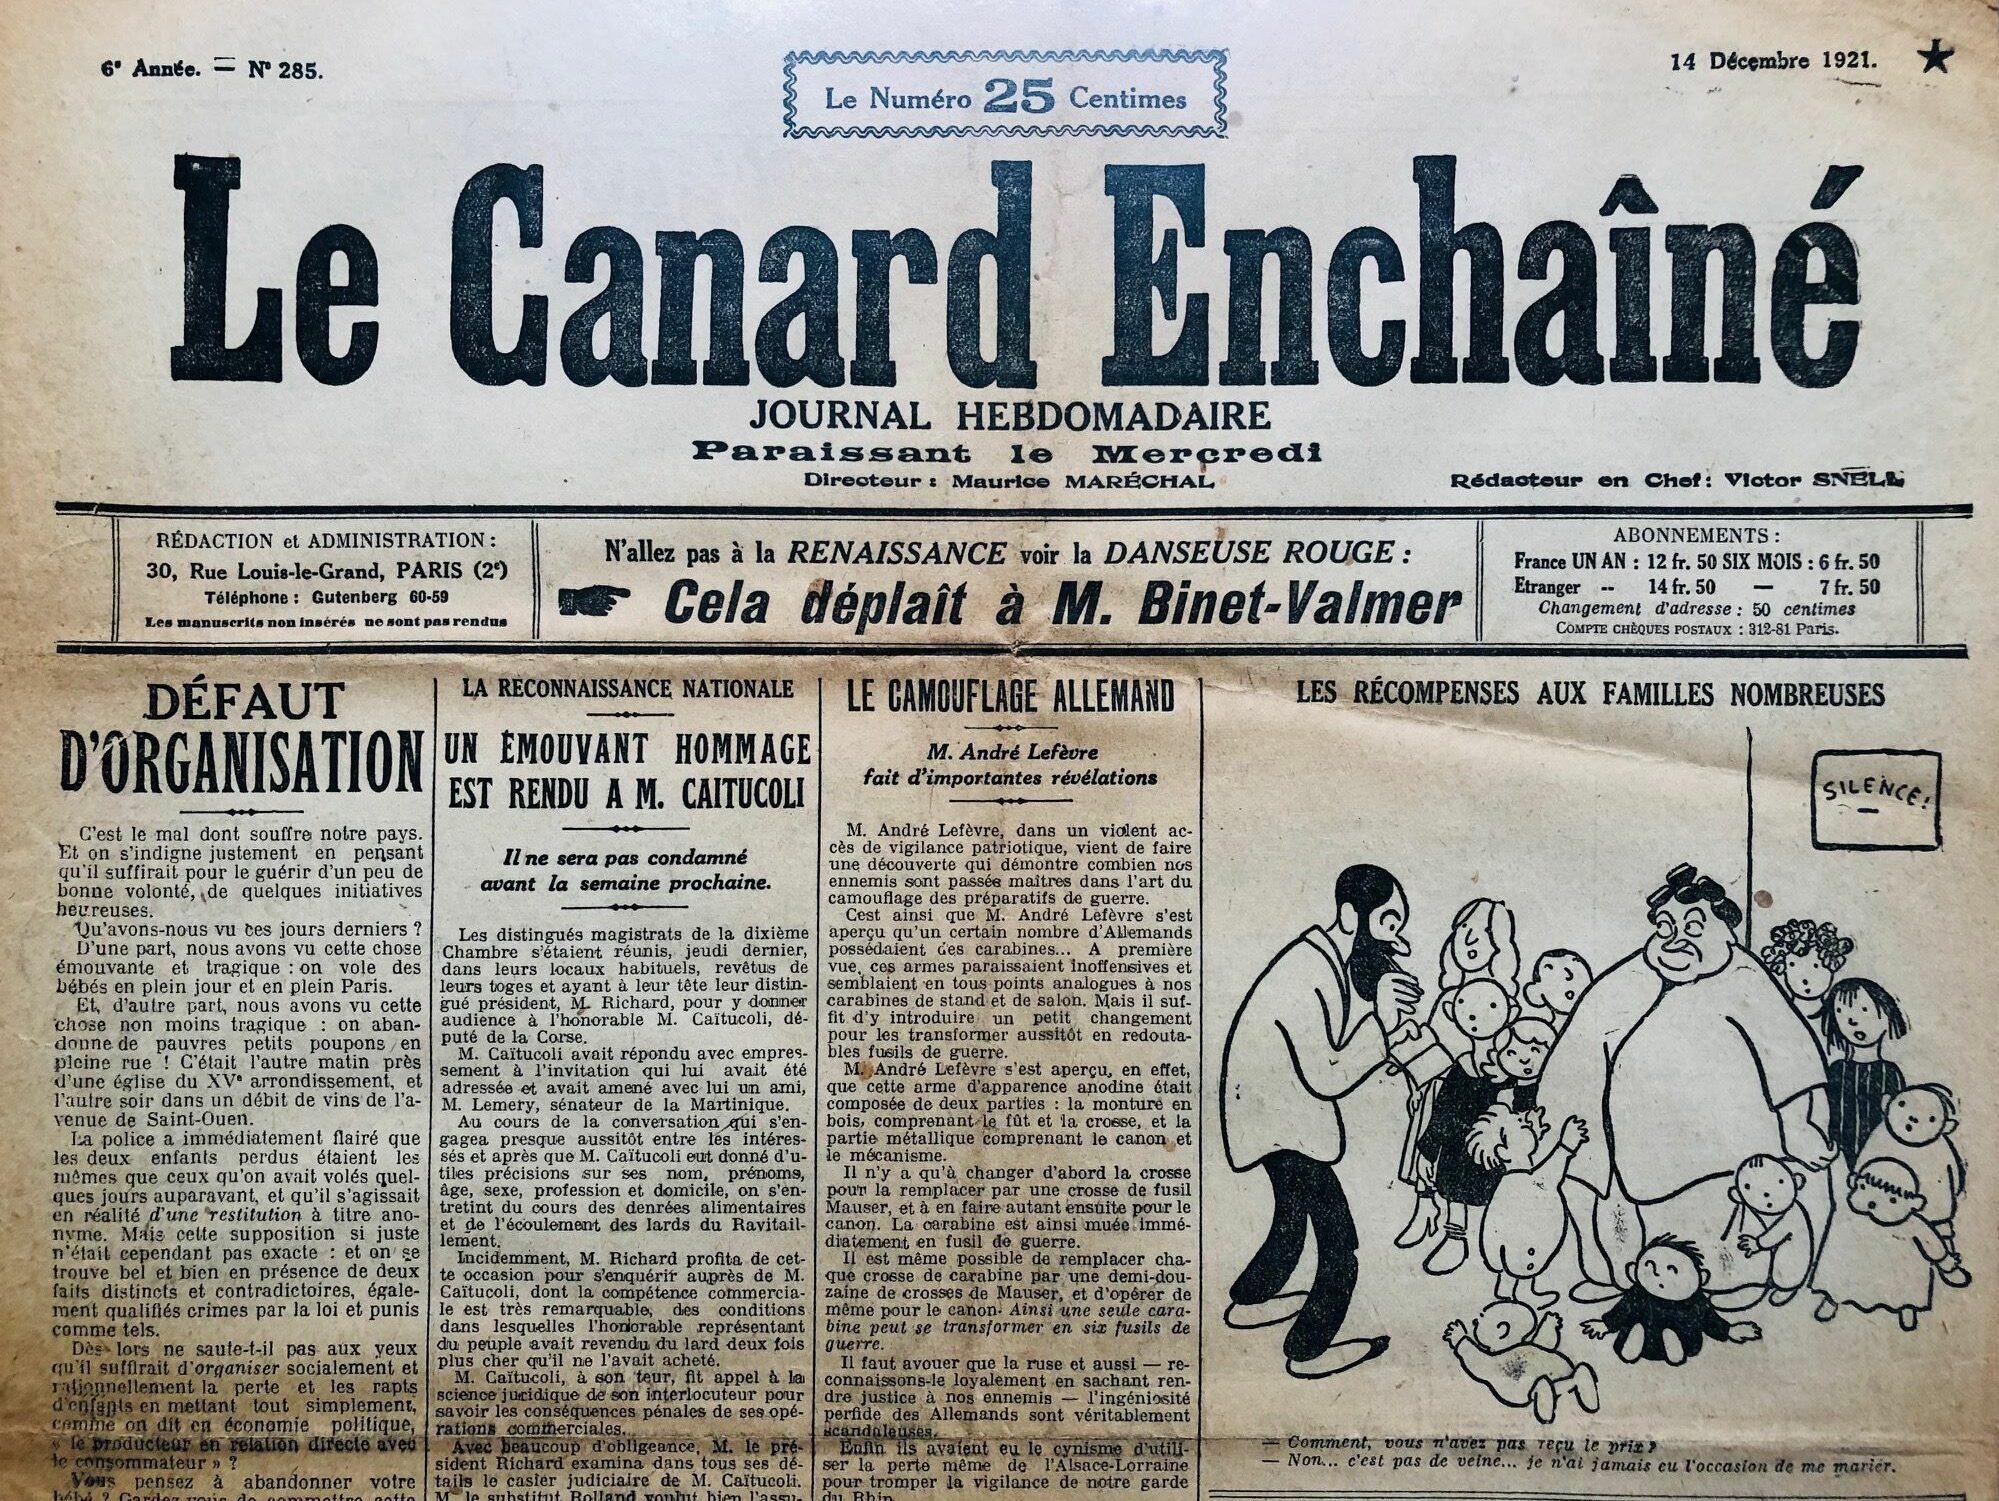 6e Année. — N° 285.
Le Numéro 25 Centimes
14 Décembre 1921.
Le Canard Enchaîné
JOURNAL HEBDOMADAIRE
Paraissant le Mercredi
Directeur : Maurice MARÉCHAL
Rédacteur en Chef : Victor SNELL
RÉDACTION et ADMINISTRATION :
30, Rue Louis-le-Grand, PARIS (2e)
Téléphone : Gutenberg 60-59
Les manuscrits non insérés ne sont pas rendus
N'allez pas à la RENAISSANCE voir la DANSEUSE ROUGE :
Cela déplaît à M. Binet-Valmer
ABONNEMENTS :
France UN AN : 12 fr. 50 SIX MOIS : 6 fr. 50
Etranger -- 14 fr. 50 — 7 fr. 50
Changement d'adresse : 50 centimes
COMPTE CHÈQUES POSTAUX : 312-81 Paris.
DÉFAUT
D'ORGANISATION
C'est le mal dont souffre notre pays.
Et on s'indigne justement en pensant
qu'il suffirait pour le guérir d'un peu de
bonne volonté, de quelques initiatives
heureuses.
Qu'avons-nous vu ces jours derniers ?
D'une part, nous avons vu cette chose
émouvante et tragique : on vole des
bébés en plein jour et en plein Paris.
Et, d'autre part, nous avons vu cette
chose non moins tragique : on aban-
donne de pauvres petits poupons en
pleine rue ! C'était l'autre matin près
d'une église du XVe arrondissement, et
l'autre soir dans un débit de vins de l'a-
venue de Saint-Ouen.
La police a immédiatement flairé que
les deux enfants perdus étaient les
mêmes que ceux qu'on avait volés quel-
ques jours auparavant, et qu'il s'agissait
en réalité d'une restitution à titre ano-
nyme. Mais cette supposition si juste
n'était cependant pas exacte : et on se
trouve bel et bien en présence de deux
faits distincts et contradictoires, égale-
ment qualifiés crimes par la loi et punis
comme tels.
Dès lors ne saute-t-il pas aux yeux
qu'il suffirait d'organiser socialement et
rationnellement la perte et les rapts
d'enfants en mettant tout simplement,
comme on dit en économie politique,
« le producteur en relation directe avec
le consommateur » ?
Vous pensez à abandonner votre
bébé ? Gardez-vous de commettre cette
LA RECONNAISSANCE NATIONALE
UN ÉMOUVANT HOMMAGE
EST RENDU A M. CAITUCOLI
Il ne sera pas condamné
avant la semaine prochaine.
Les distingués magistrats de la dixième
Chambre s'étaient réunis, jeudi dernier,
dans leurs locaux habituels, revêtus de
leurs toges et ayant à leur tête leur distin-
gué président, M. Richard, pour y donner
audience à l'honorable M. Caïtucoli, dé-
puté de la Corse.
M. Caïtucoli avait répondu avec empres-
sement à l'invitation qui lui avait été
adressée et avait amené avec lui un ami,
M. Lemery, sénateur de la Martinique.
Au cours de la conversation qui s'en-
gagea presque aussitôt entre les intéres-
sés et après que M. Caïtucoli eut donné d'u-
tiles précisions sur ses nom, prénoms,
âge, sexe, profession et domicile, on s'en-
tretint du cours des denrées alimentaires
et de l'écoulement des lards du Ravitail-
lement.
Incidemment, M. Richard profita de cet-
te occasion pour s'enquérir auprès de M.
Caïtucoli, dont la compétence commercia-
le est très remarquable, des conditions
dans lesquelles l'honorable représentant
du peuple avait revendu du lard deux fois
plus cher qu'il ne l'avait acheté.
M. Caïtucoli, à son teur, fit appel à la
science juridique de son interlocuteur pour
savoir les conséquences pénales de ses opé-
rations commerciales...
Avec beaucoup d'obligeance, M. le pré-
sident Richard examina dans tous ses dé-
tails le casier judiciaire de M. Caïtucoli.
M. le substitut Rolland voulut bien l'assu-
LE CAMOUFLAGE ALLEMAND
M. André Lefèvre
fait d'importantes révélations
M. André Lefèvre, dans un violent ac-
cès de vigilance patriotique, vient de faire
une découverte qui démontre combien nos
ennemis sont passés maîtres dans l'art du
camouflage des préparatifs de guerre.
Cest ainsi que M. André Lefèvre s'est
aperçu qu'un certain nombre d'Allemands
possédaient des carabines... A première
vue, ces armes paraissaient inoffensives et
semblaient en tous points analogues à nos
carabines de stand et de salon. Mais il suf-
fit d'y introduire un petit changement
pour les transformer aussitôt en redouta-
bles fusils de guerre.
M. André Lefèvre s'est aperçu, en effet,
que cette arme d'apparence anodine était
composée de deux parties : la monture en
bois, comprenant le fût et la crosse, et la
partie métallique comprenant le canon et
le mécanisme.
Il n'y a qu'à changer d'abord la crosse
pour la remplacer par une crosse de fusil
Mauser, et à en faire autant ensuite pour le
canon. La carabine est ainsi muée immé-
diatement en fusil de guerre.
Il est même possible de remplacer cha-
que crosse de carabine par une demi-dou-
zaine de crosses de Mauser, et d'opérer de
même pour le canon. Ainsi une seule cara-
bine peut se transformer en six fusils de
guerre.
Il faut avouer que la ruse et aussi — re-
connaissons-le loyalement en sachant ren-
dre justice à nos ennemis — l'ingéniosité
perfide des Allemands sont véritablement
scandaleuses.
Enfin ils avaient eu le cynisme d'utili-
ser la perte même de l'Alsace-Lorraine
pour tromper la vigilance de notre garde
du Rhin.
LES RÉCOMPENSES AUX FAMILLES NOMBREUSES
SILENCE!
— Comment, vous n'avez pas reçu le prix ?
— Non... c'est pas de veine... je n'ai jamais eu l'occasion de me marier.